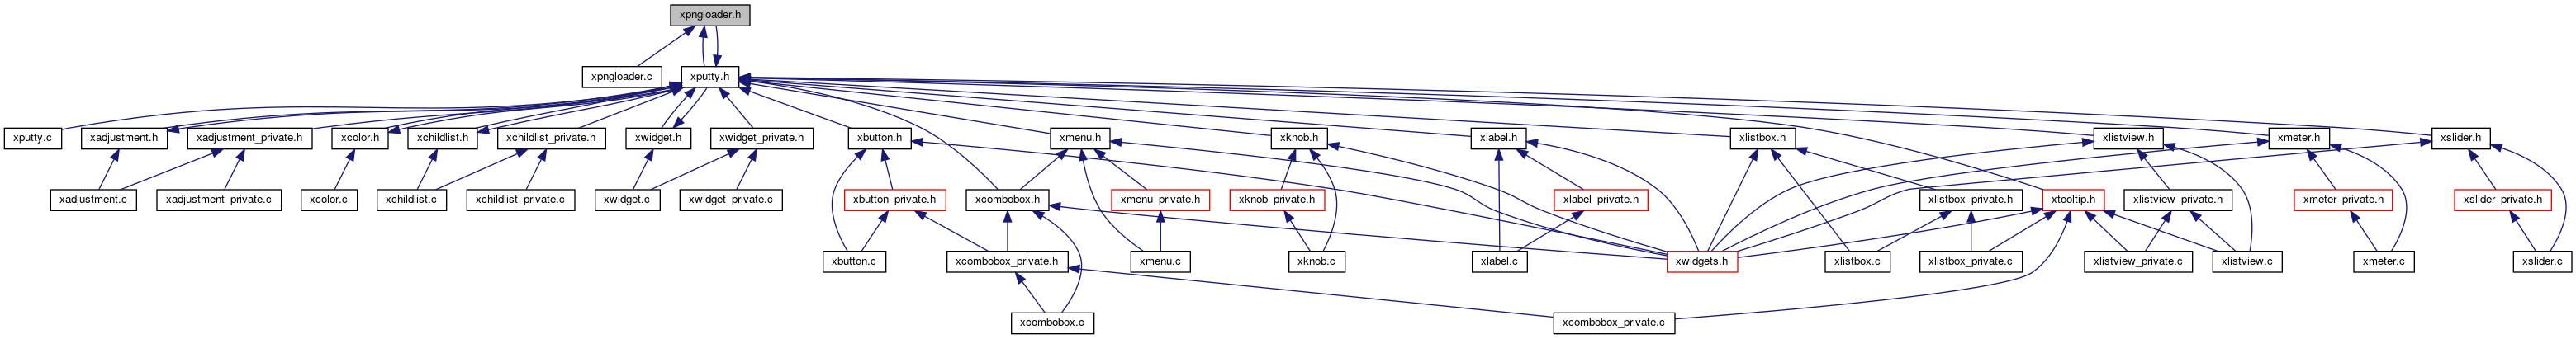 xpngloader.h
xpngloader.c
xputty.h
xputty.c
xadjustment.h
xadjustment_private.h
xcolor.h
xchildlist.h
xchildlist_private.h
xwidget.h
xwidget_private.h
xbutton.h
xmenu.h
xknob.h
xlabel.h
xlistbox.h
xlistview.h
xmeter.h
xslider.h
xadjustment.c
xadjustment_private.c
xcolor.c
xchildlist.c
xchildlist_private.c
xwidget.c
xwidget_private.c
xbutton_private.h
xcombobox.h
xmenu_private.h
xknob_private.h
xlabel_private.h
xlistbox_private.h
xtooltip.h
xlistview_private.h
xmeter_private.h
xslider_private.h
xbutton.c
xcombobox_private.h
xmenu.c
xknob.c
xlabel.c
xwidgets.h
xlistbox.c
xlistbox_private.c
xlistview_private.c
xlistview.c
xmeter.c
xslider.c
xcombobox.c
xcombobox_private.c